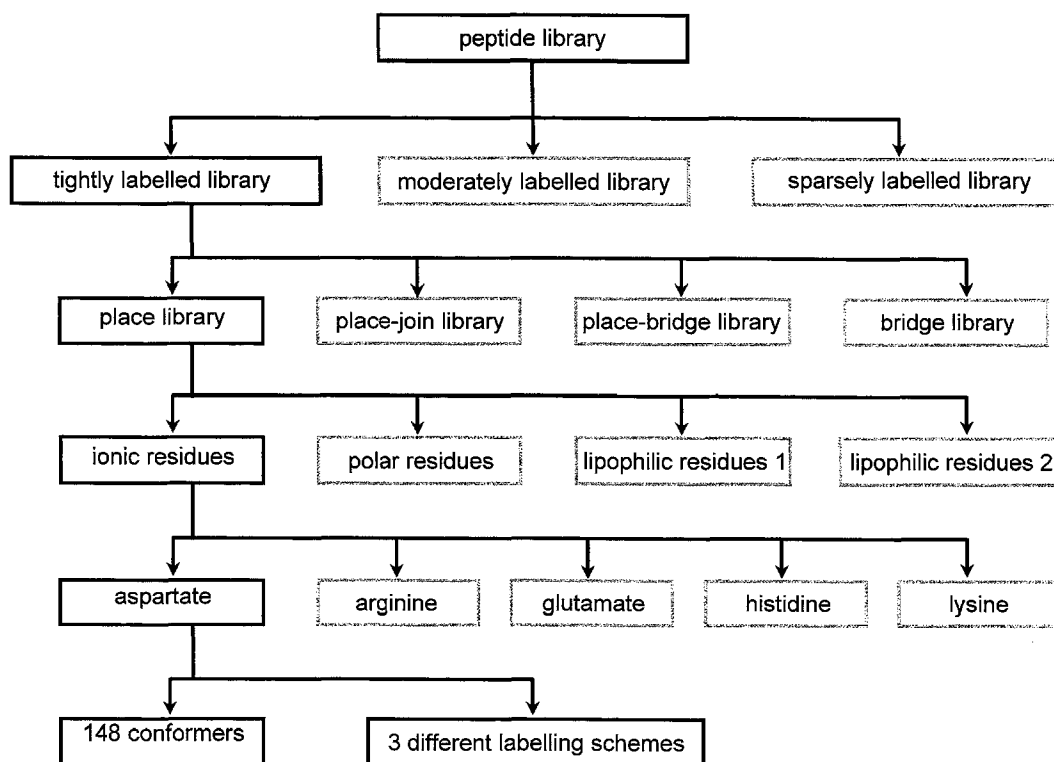 peptide library
tightly labelled library
moderately labelled library
sparsely labelled library
place library
place-join library
place-bridge library
bridge library
ionic residues
polar residues
lipophilic residues 1
lipophilic residues 2
aspartate
arginine
glutamate
histidine
lysine
148 conformers
3 different labelling schemes